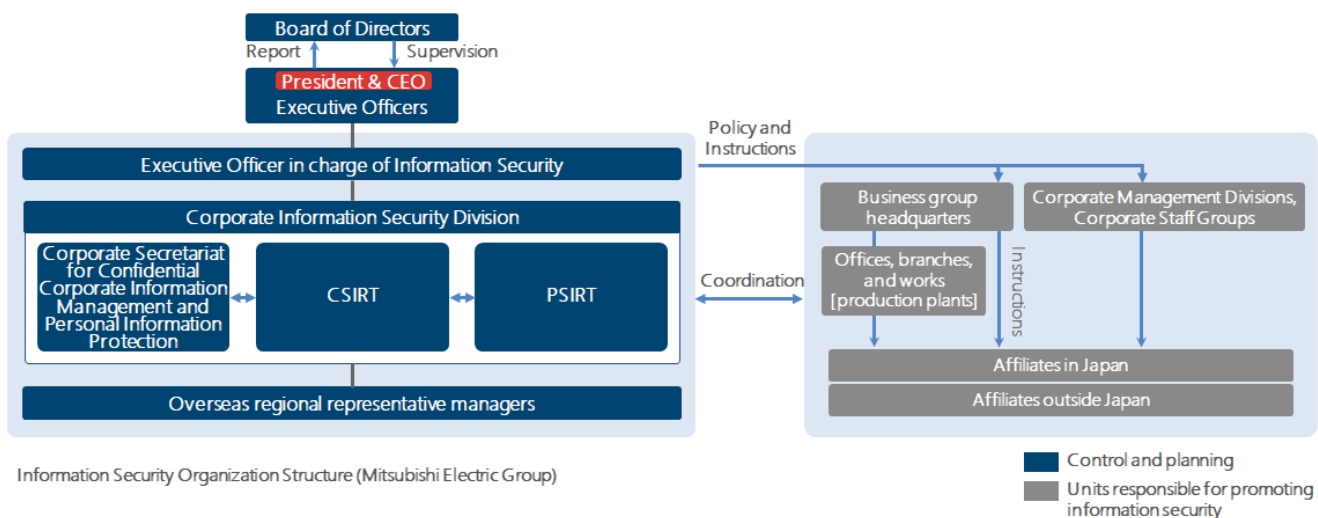 Board of Directors
Report
Supervision
President & CEO
Executive Officers
Executive Officer in charge of Information Security
Corporate Information Security Division
Corporate Secretariat
for Confidential
Corporate Information
Management and
Personal Information
Protection
CSIRT
PSIRT
Overseas regional representative managers
Policy and
Instructions
Coordination
Business group
headquarters
Corporate Management Divisions,
Corporate Staff Groups
Offices, branches,
and works
[production plants]
Instructions
Affiliates in Japan
Affiliates outside Japan
Information Security Organization Structure (Mitsubishi Electric Group)
Control and planning
Units responsible for promoting
information security